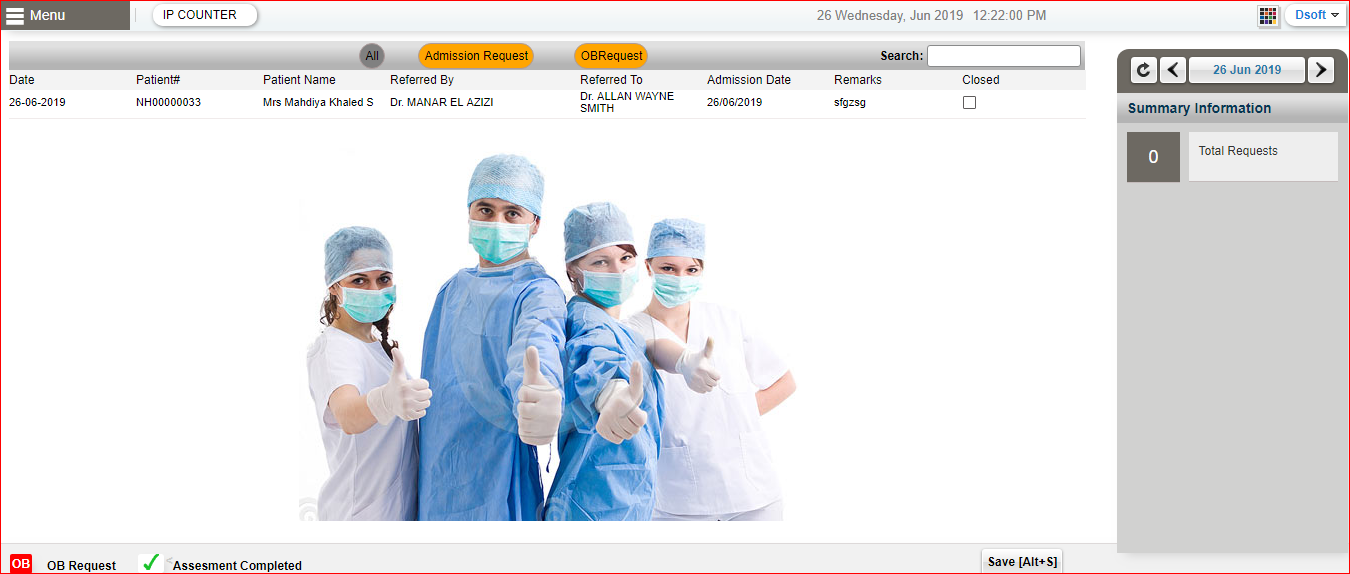 Menu
IP COUNTER
26 Wednesday, Jun 2019 12:22:00 PM
Dsoft
All
Admission Request
OBRequest
Search:
Date Patient# Patient Name Referred By Referred To Admission Date Remarks Closed
26-06-2019 NH00000033 Mrs Mahdiya Khaled S Dr. MANAR EL AZIZI Dr. ALLAN WAYNE 26/06/2019 sfgzsg
SMITH
26 Jun 2019
Summary Information
0 Total Requests
OB OB Request Assesment Completed
Save [Alt+S]